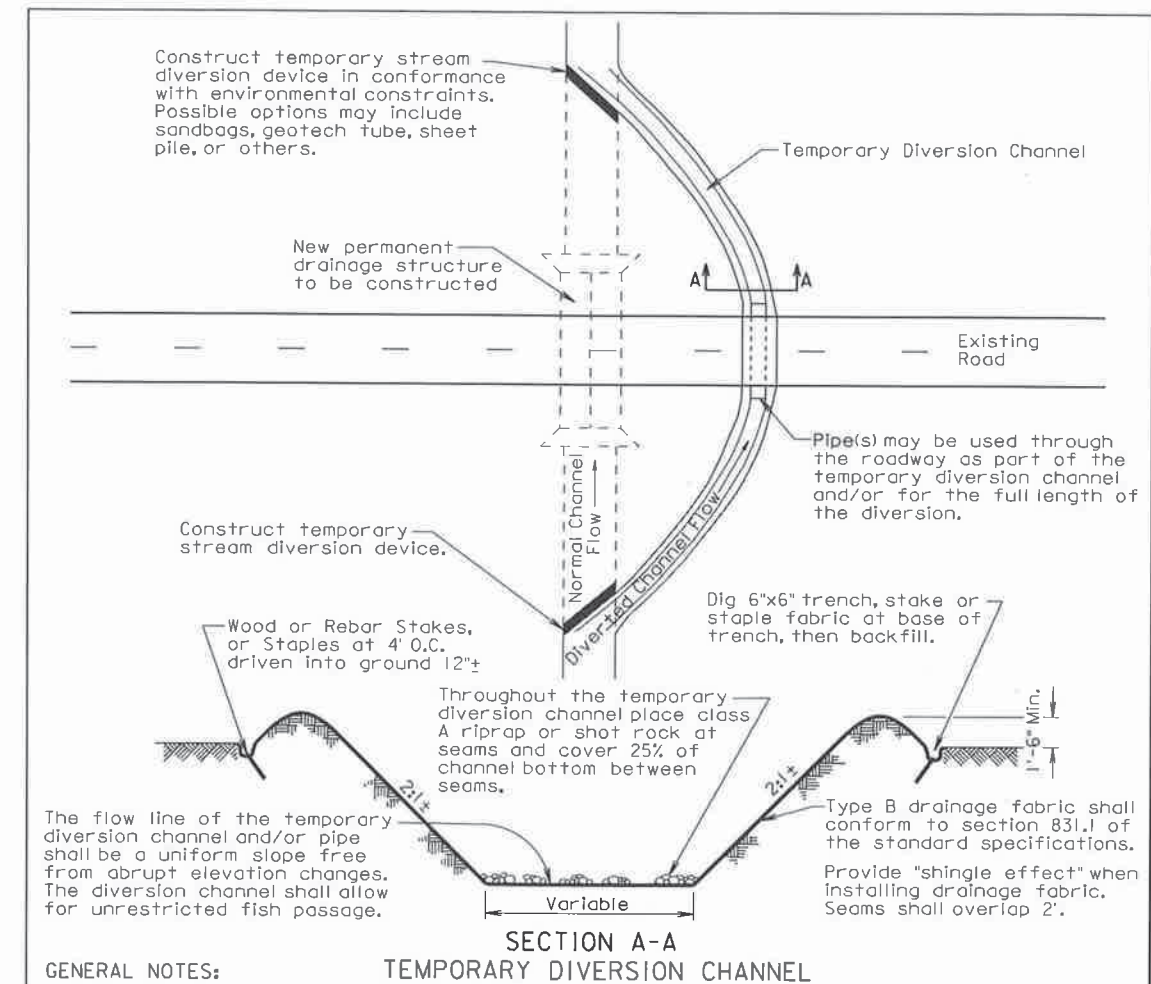 Construct temporary stream
diversion device in conformance
with environmental constraints.
Possible options may include
sandbags, geotech tube, sheet
pile, or others.
Temporary Diversion Channel
New permanent
drainage structure
to be constructed
A
A
Existing
Road
Pipe(s) may be used through
the roadway as part of the
temporary diversion channel
and/or for the full length of
the diversion.
Normal Channel
Flow
Diverted Channel Flow
Construct temporary
stream diversion device.
Dig 6"x6" trench, stake or
staple fabric at base of
trench, then backfill.
Wood or Rebar Stakes,
or Staples at 4' O.C.
driven into ground 12"±
Throughout the temporary
diversion channel place class
A riprap or shot rock at
seams and cover 25% of
channel bottom between
seams.
1'-6" Min.
2:1±
2:1±
The flow line of the temporary
diversion channel and/or pipe
shall be a uniform slope free
from abrupt elevation changes.
The diversion channel shall allow
for unrestricted fish passage.
Type B drainage fabric shall
conform to section 831.1 of
the standard specifications.
Provide "shingle effect" when
installing drainage fabric.
Seams shall overlap 2'.
Variable
SECTION A-A
GENERAL NOTES:
TEMPORARY DIVERSION CHANNEL